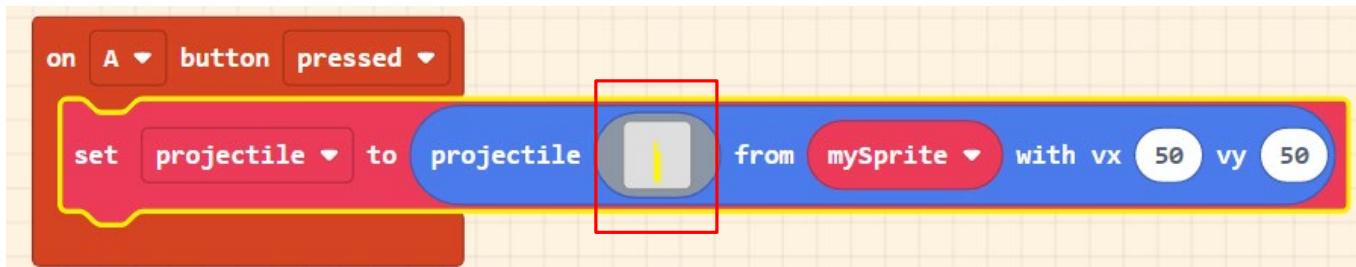 on A button pressed
set projectile to projectile from mySprite with vx 50 vy 50